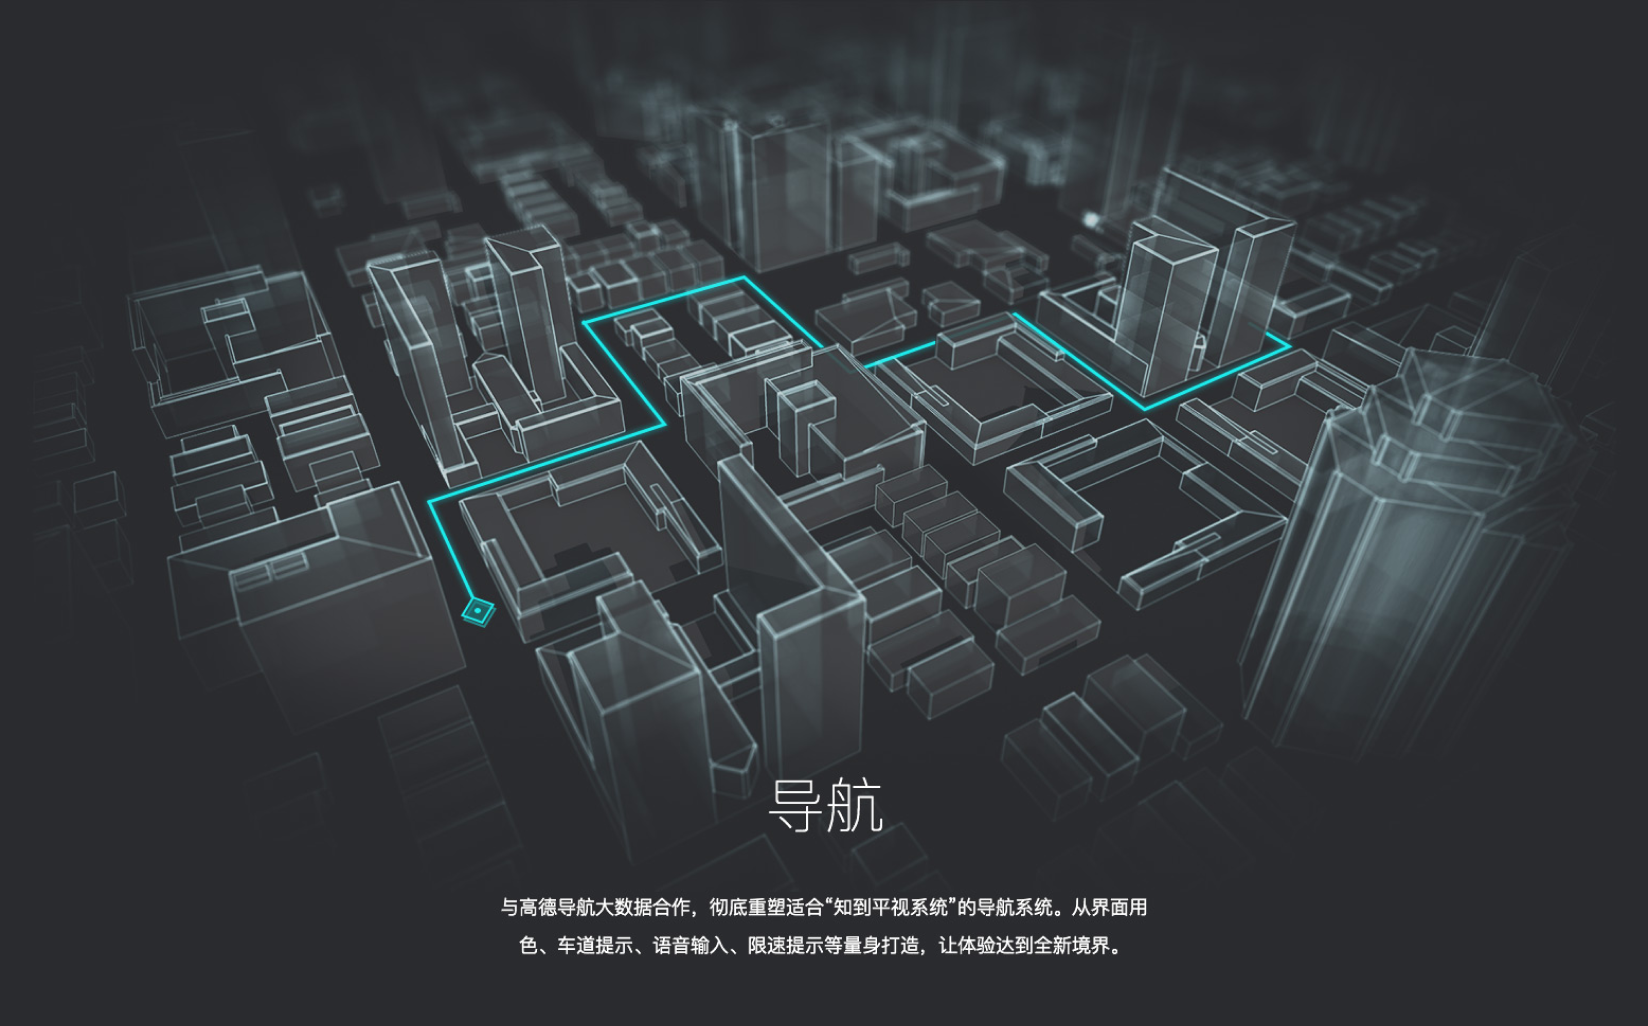 导航
与高德导航大数据合作，彻底重塑适合“知到平视系统”的导航系统。从界面用
色、车道提示、语音输入、限速提示等量身打造，让体验达到全新境界。